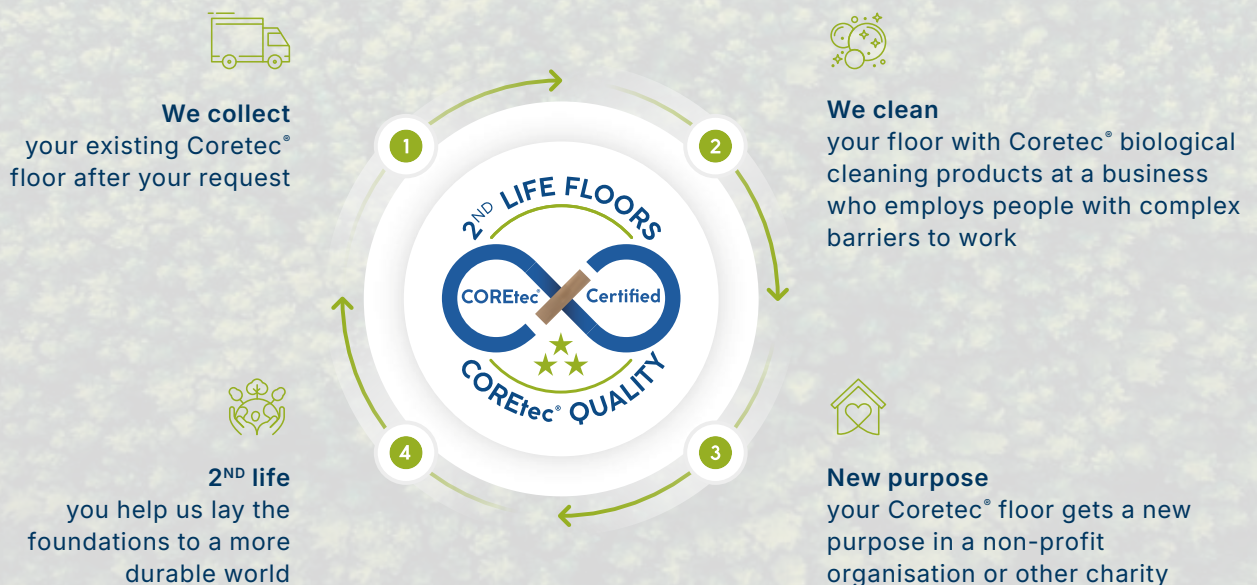 We collect
your existing Coretec®
floor after your request
1
2
We clean
your floor with Coretec® biological
cleaning products at a business
who employs people with complex
barriers to work
2ND LIFE FLOORS
COREtec® Certified
COREtec® QUALITY
4
3
2ND life
you help us lay the
foundations to a more
durable world
New purpose
your Coretec® floor gets a new
purpose in a non-profit
organisation or other charity